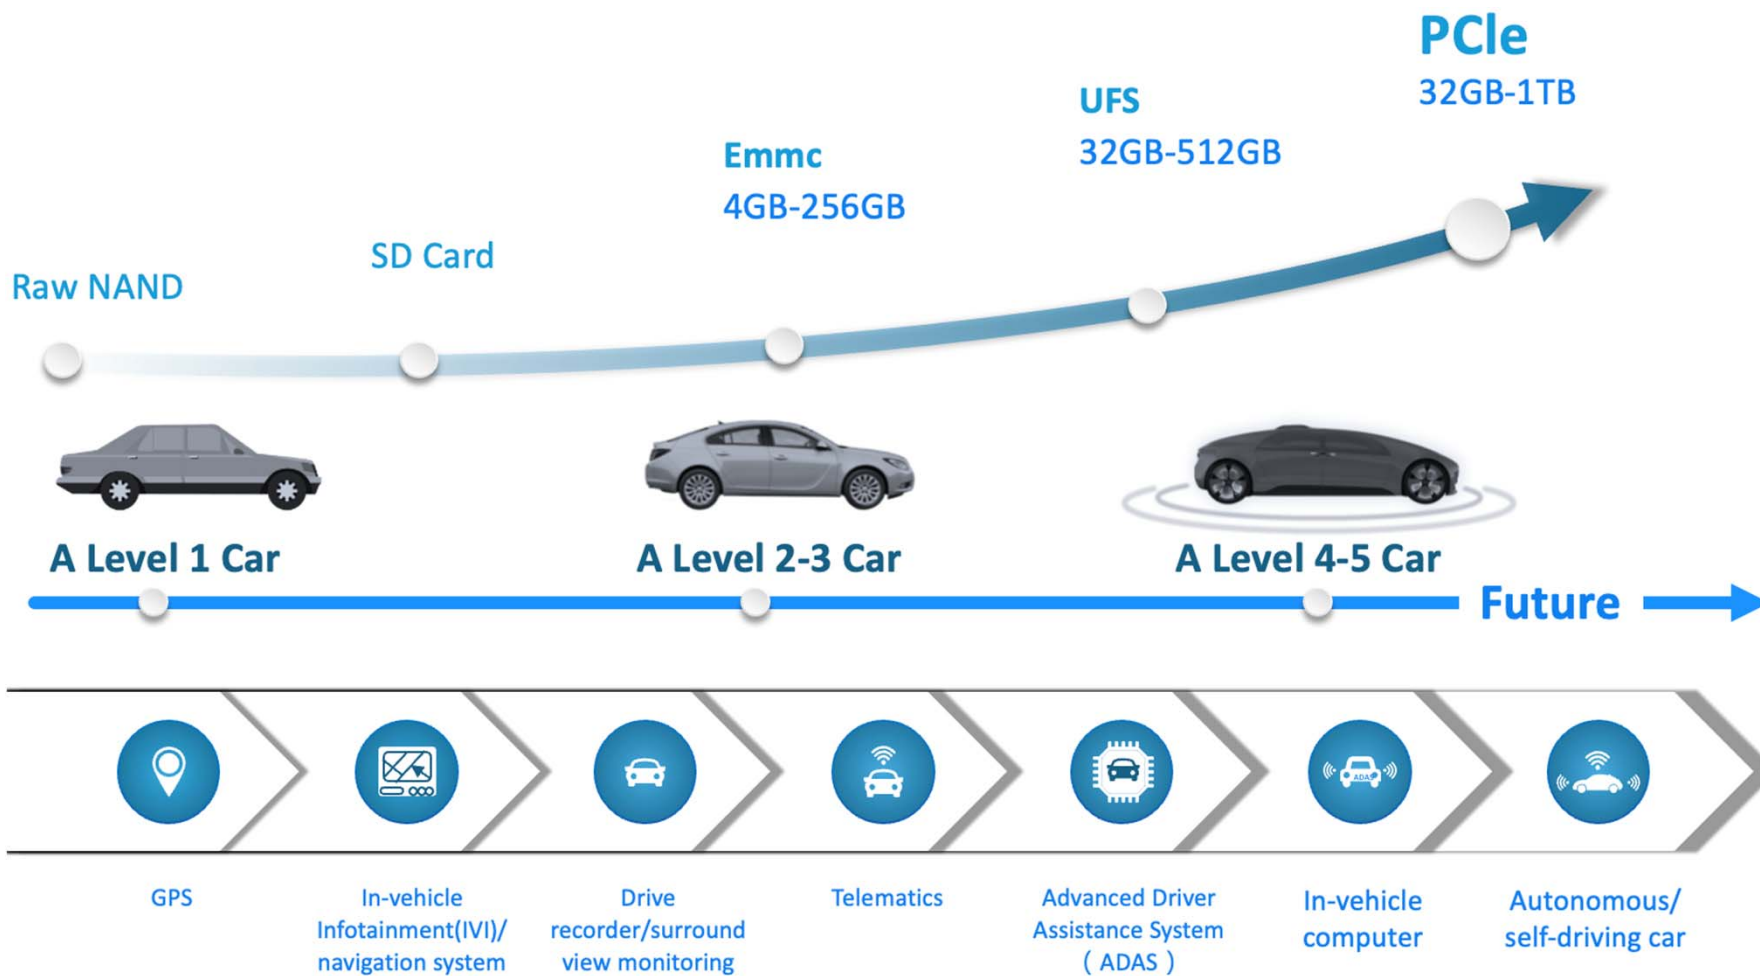 PCIe
32GB-1TB
UFS
32GB-512GB
Emmc
4GB-256GB
SD Card
Raw NAND
A Level 1 Car
A Level 2-3 Car
A Level 4-5 Car
Future
ADAS
GPS
In-vehicle
Infotainment(IVI)/
navigation system
Drive
recorder/surround
view monitoring
Telematics
Advanced Driver
Assistance System
( ADAS )
In-vehicle
computer
Autonomous/
self-driving car